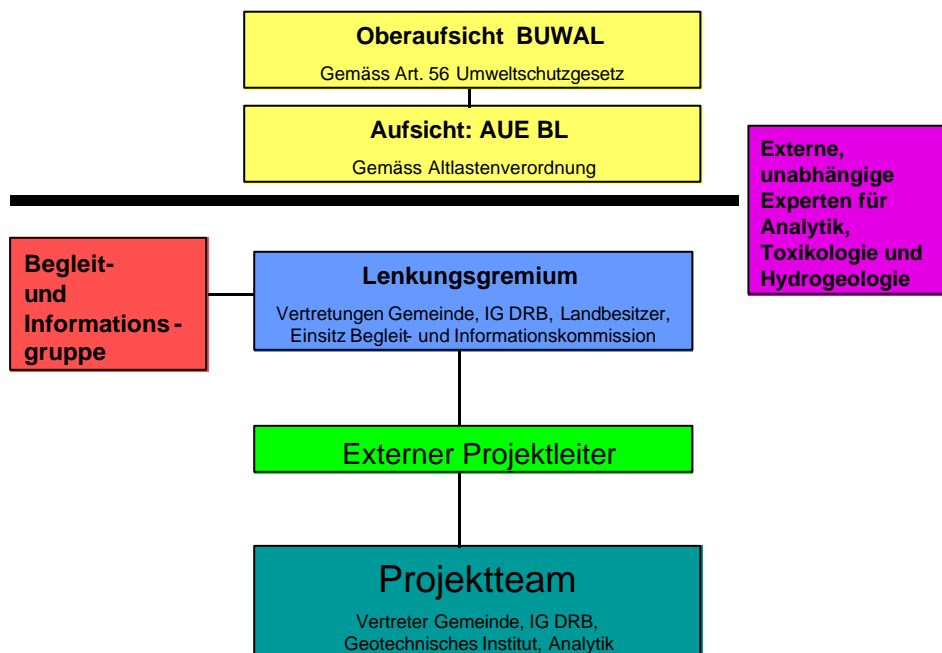 Oberaufsicht BUWAL
Gemäss Art. 56 Umweltschutzgesetz
Aufsicht: AUE BL
Gemäss Altlastenverordnung
Externe,
unabhängige
Experten für
Analytik,
Toxikologie und
Hydrogeologie
Begleit-
und
Informations -
gruppe
Lenkungsgremium
Vertretungen Gemeinde, IG DRB, Landbesitzer,
Einsitz Begleit- und Informationskommission
Externer Projektleiter
Projektteam
Vertreter Gemeinde, IG DRB,
Geotechnisches Institut, Analytik